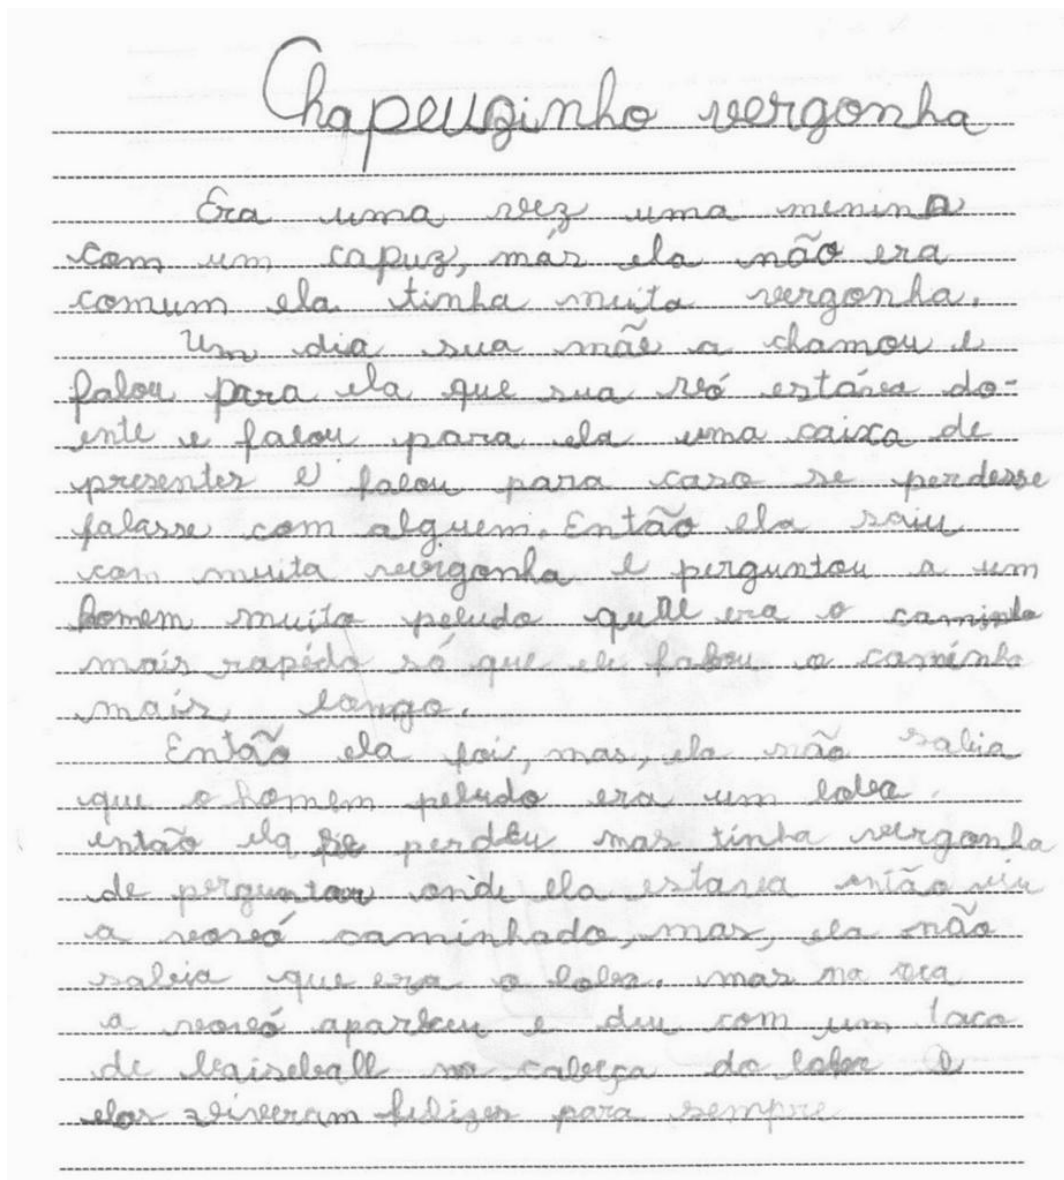 Chapeuzinho vergonha
Era uma vez uma menina
com um capuz, más ela não era
comum ela tinha muita vergonha.
Um dia sua mãe a chamou e
falou para ela que sua vó estáva do-
ente e falou para ela uma caixa de
presentes e falou para caso se perdesse
falasse com alguem. Então ela saiu
com muita vergonha e perguntou a um
homem muito peludo qual era o caminho
mais rapído só que ele falou o caminho
mais longo.
Então ela foi, mas, ela não sabia
que o homem peludo era um lobo.
então ela se perdeu mas tinha vergonha
de perguntar onde ela estava então viu
a vovó caminhado, mas, ela não
sabia que era o lobo. mas na ora
a vovó apareceu e deu com um taco
de baiseball na cabeça do lobo e
elas viveram felizes para sempre